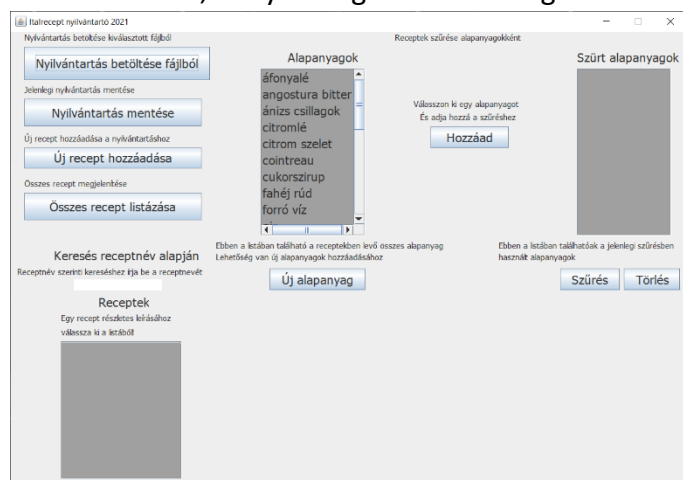 Italrecept nyilvántartó 2021
Nyilvántartás betöltése kiválasztott fájlból
Nyilvántartás betöltése fájlból
Jelenlegi nyilvántartás mentése
Nyilvántartás mentése
Új recept hozzáadása a nyilvántartáshoz
Új recept hozzáadása
Összes recept megjelenítése
Összes recept listázása
Keresés receptnév alapján
Receptnév szerinti kereséshez írja be a receptnevét
Receptek
Egy recept részletes leírásához
válassza ki a listából!
Receptek szűrése alapanyagokként
Alapanyagok
áfonyalé
angostura bitter
ánizs csillagok
citromlé
citrom szelet
cointreau
cukorszirup
fahéj rúd
forró víz
Ebben a listában található a receptekben levő összes alapanyag
Lehetőség van új alapanyagok hozzáadásához
Új alapanyag
Válasszon ki egy alapanyagot
És adja hozzá a szűréshez
Hozzáad
Szűrt alapanyagok
Ebben a listában találhatóak a jelenlegi szűrésben
használt alapanyagok
Szűrés
Törlés